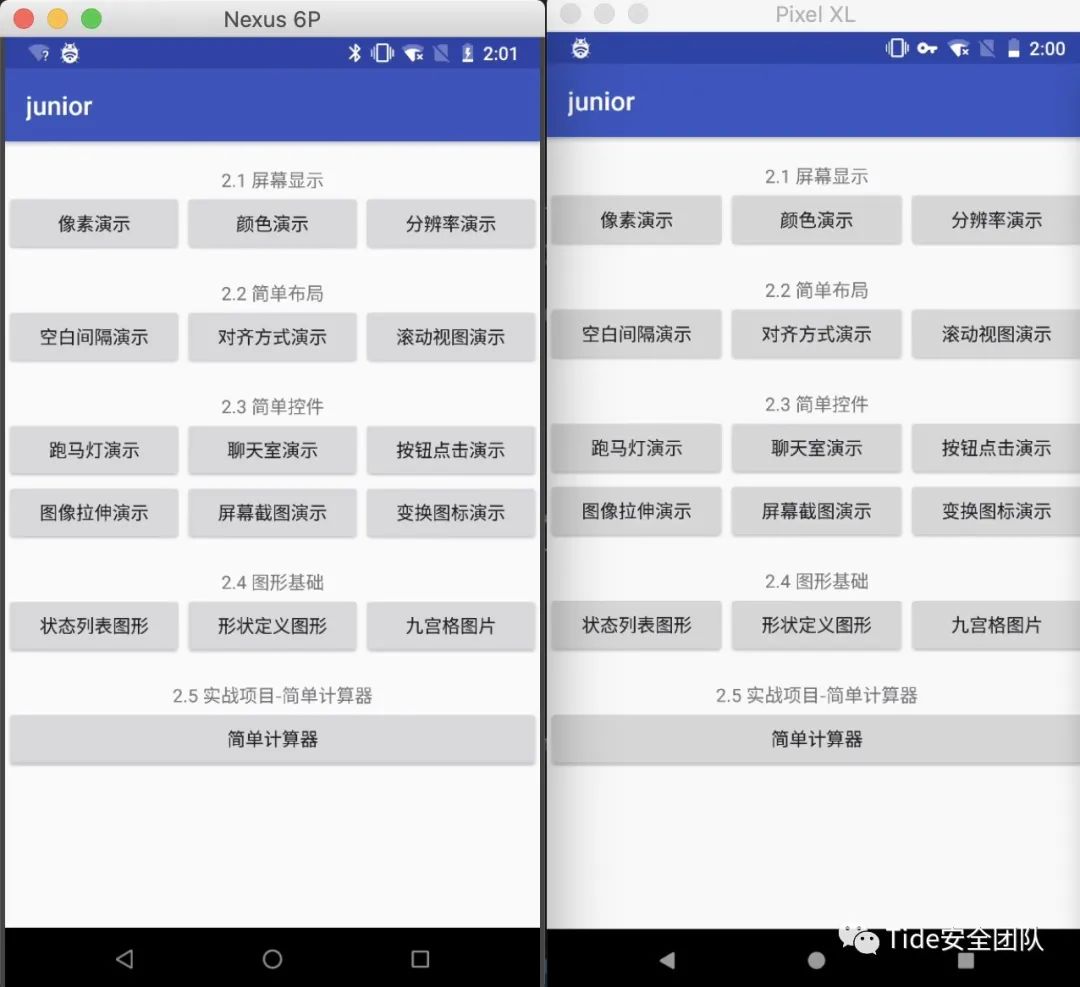 Nexus 6P
2:01
junior
2.1 屏幕显示
像素演示 颜色演示 分辨率演示
2.2 简单布局
空白间隔演示 对齐方式演示 滚动视图演示
2.3 简单控件
跑马灯演示 聊天室演示 按钮点击演示
图像拉伸演示 屏幕截图演示 变换图标演示
2.4 图形基础
状态列表图形 形状定义图形 九宫格图片
2.5 实战项目-简单计算器
简单计算器
Pixel XL
2:00
junior
2.1 屏幕显示
像素演示 颜色演示 分辨率演示
2.2 简单布局
空白间隔演示 对齐方式演示 滚动视图演示
2.3 简单控件
跑马灯演示 聊天室演示 按钮点击演示
图像拉伸演示 屏幕截图演示 变换图标演示
2.4 图形基础
状态列表图形 形状定义图形 九宫格图片
2.5 实战项目-简单计算器
简单计算器
Tide安全团队